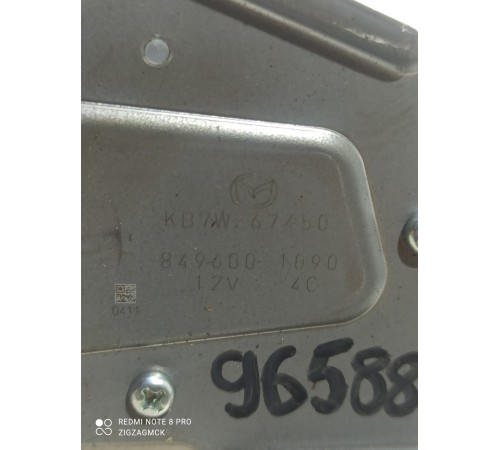 KB7W 67450
849600-1090
12V 4C
0411
96588
REDMI NOTE 8 PRO
ZIGZAGMCK